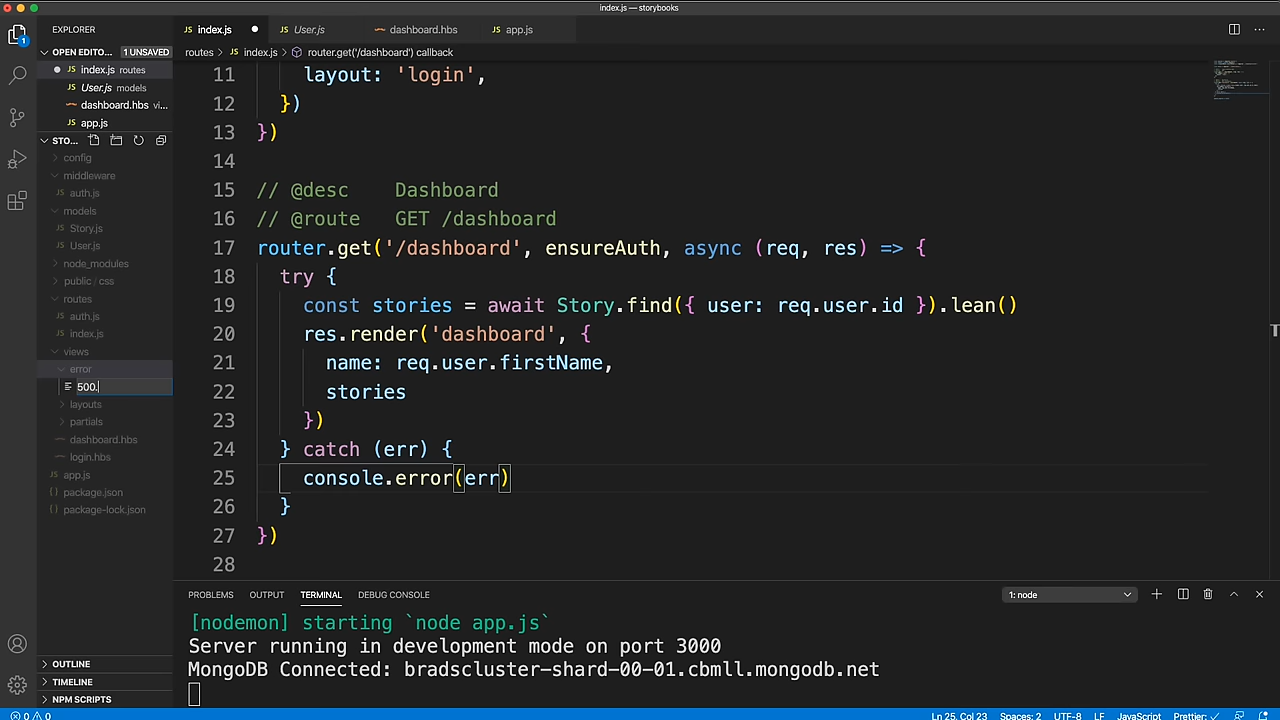 index.js — storybooks
EXPLORER
index.js
User.js
dashboard.hbs
app.js
OPEN EDITO... 1 UNSAVED
index.js routes
User.js models
dashboard.hbs vi...
app.js
STO...
config
middleware
auth.js
models
Story.js
User.js
node_modules
public / css
routes
auth.js
index.js
views
error
500.
layouts
partials
dashboard.hbs
login.hbs
app.js
package.json
package-lock.json
OUTLINE
TIMELINE
NPM SCRIPTS
routes > JS index.js > router.get('/dashboard') callback
11 layout: 'login',
12 })
13 })
14
15 // @desc    Dashboard
16 // @route   GET /dashboard
17 router.get('/dashboard', ensureAuth, async (req, res) => {
18 try {
19 const stories = await Story.find({ user: req.user.id }).lean()
20 res.render('dashboard', {
21 name: req.user.firstName,
22 stories
23 })
24 } catch (err) {
25 console.error(err)
26 }
27 })
28
PROBLEMS OUTPUT TERMINAL DEBUG CONSOLE 1: node
[nodemon] starting `node app.js`
Server running in development mode on port 3000
MongoDB Connected: bradscluster-shard-00-01.cbmll.mongodb.net
0 0 Ln 25, Col 23 Spaces: 2 UTF-8 LF JavaScript Prettier: ✓